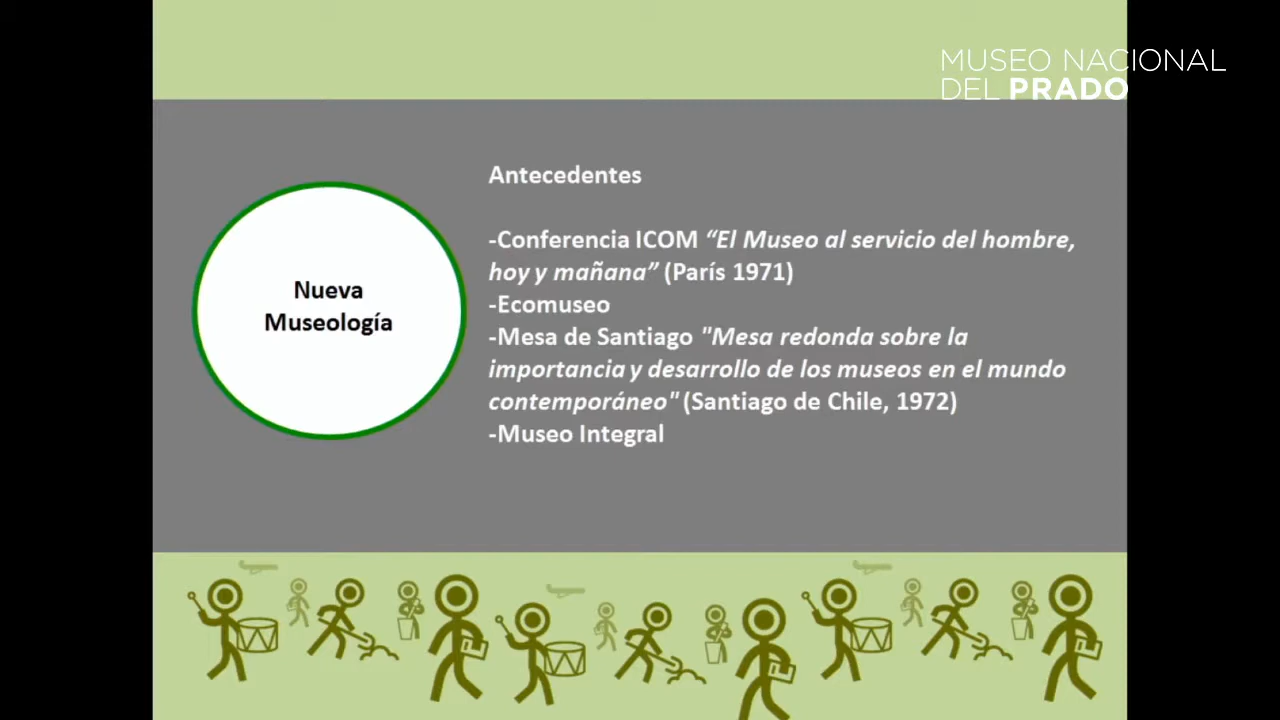 MUSEO NACIONAL
DEL PRADO
Antecedentes
-Conferencia ICOM “El Museo al servicio del hombre,
hoy y mañana” (París 1971)
-Ecomuseo
-Mesa de Santiago "Mesa redonda sobre la
importancia y desarrollo de los museos en el mundo
contemporáneo" (Santiago de Chile, 1972)
-Museo Integral
Nueva
Museología